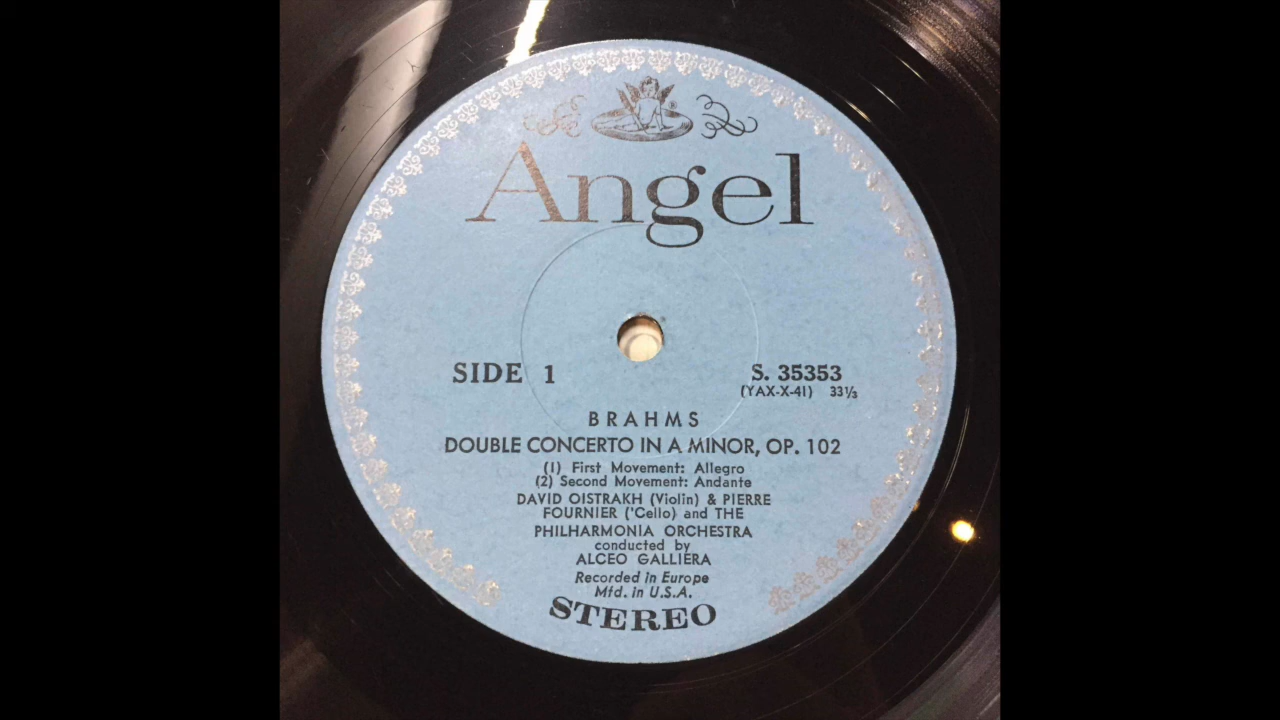 ®
Angel
SIDE 1
S. 35353
(YAX-X-41) 33⅓
BRAHMS
DOUBLE CONCERTO IN A MINOR, OP. 102
(1) First Movement: Allegro
(2) Second Movement: Andante
DAVID OISTRAKH (Violin) & PIERRE
FOURNIER ('Cello) and THE
PHILHARMONIA ORCHESTRA
conducted by
ALCEO GALLIERA
Recorded in Europe
Mfd. in U.S.A.
STEREO